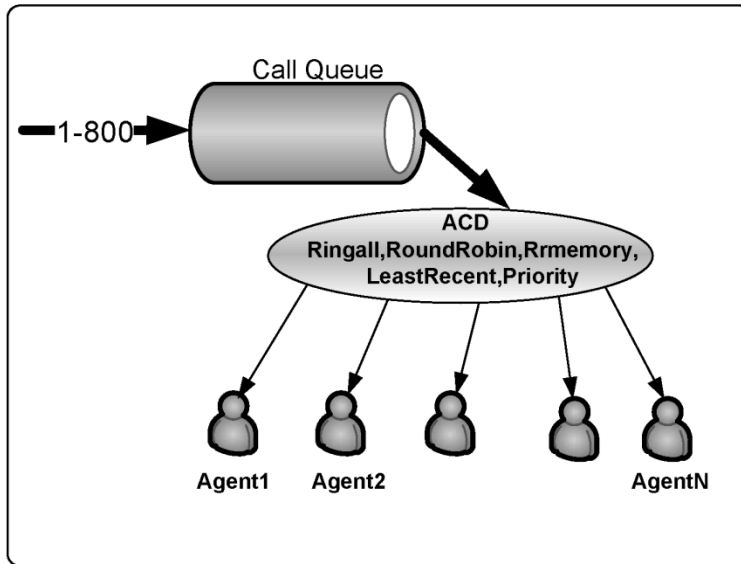 Call Queue
1-800
ACD
Ringall,RoundRobin,Rrmemory,
LeastRecent,Priority
Agent1 Agent2 AgentN